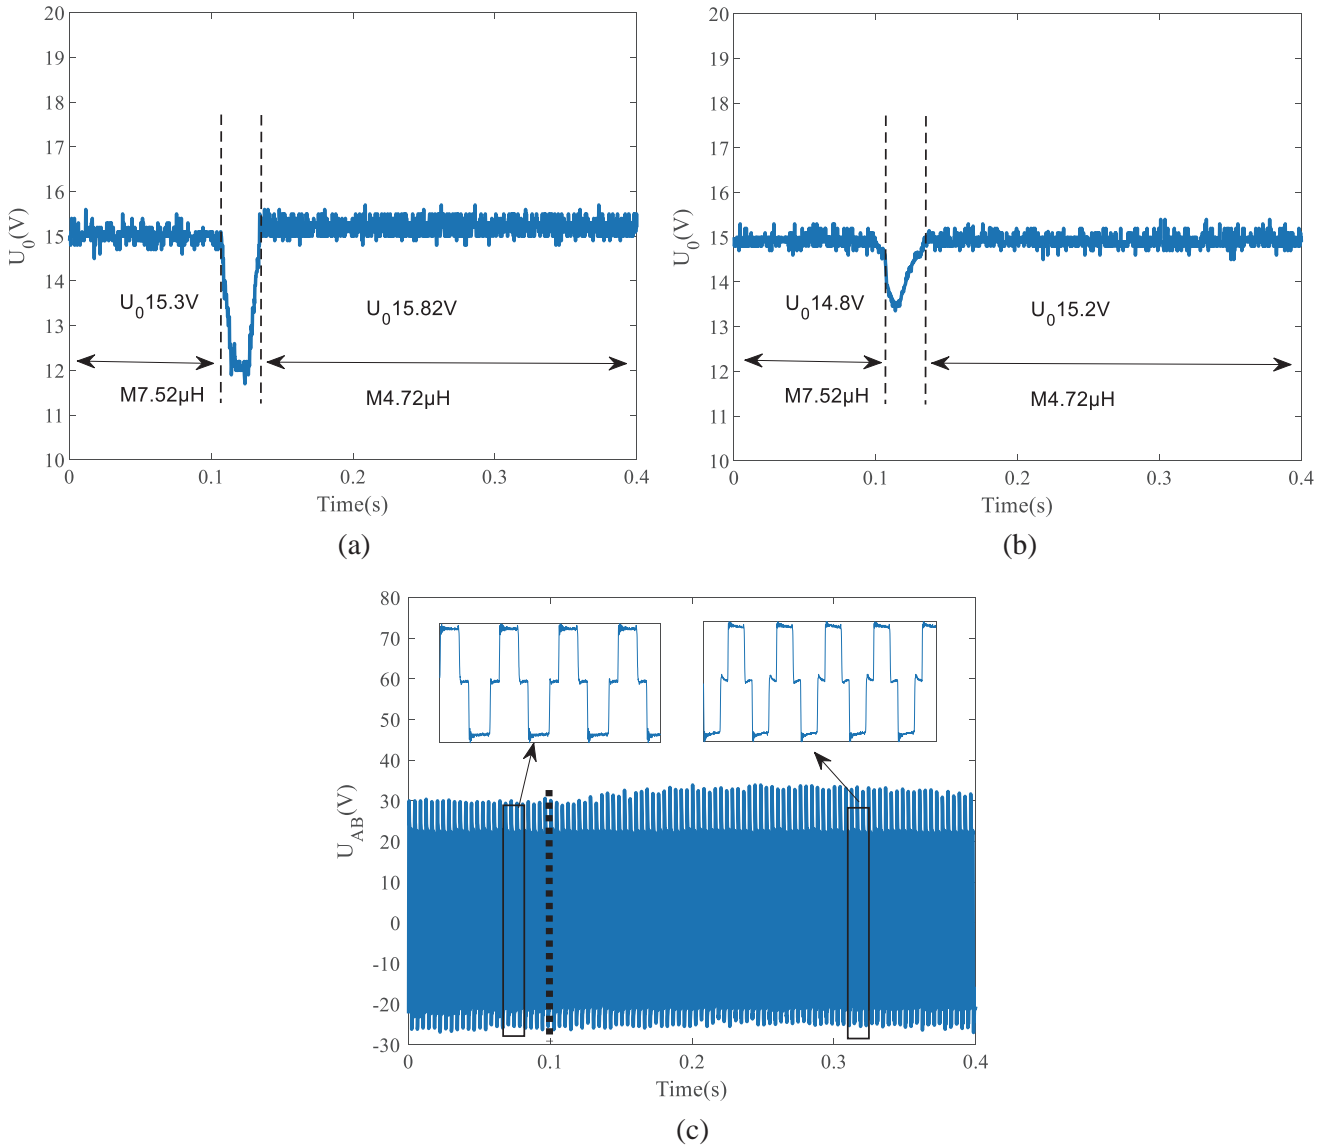 20
19
18
17
16
15
14
13
12
11
10
U0(V)
U015.3V
U015.82V
M7.52μH
M4.72μH
0
0.1
0.2
0.3
0.4
Time(s)
(a)
20
19
18
17
16
15
14
13
12
11
10
U0(V)
U014.8V
U015.2V
M7.52μH
M4.72μH
0
0.1
0.2
0.3
0.4
Time(s)
(b)
80
70
60
50
40
30
20
10
0
-10
-20
-30
UAB(V)
0
0.1
0.2
0.3
0.4
Time(s)
(c)